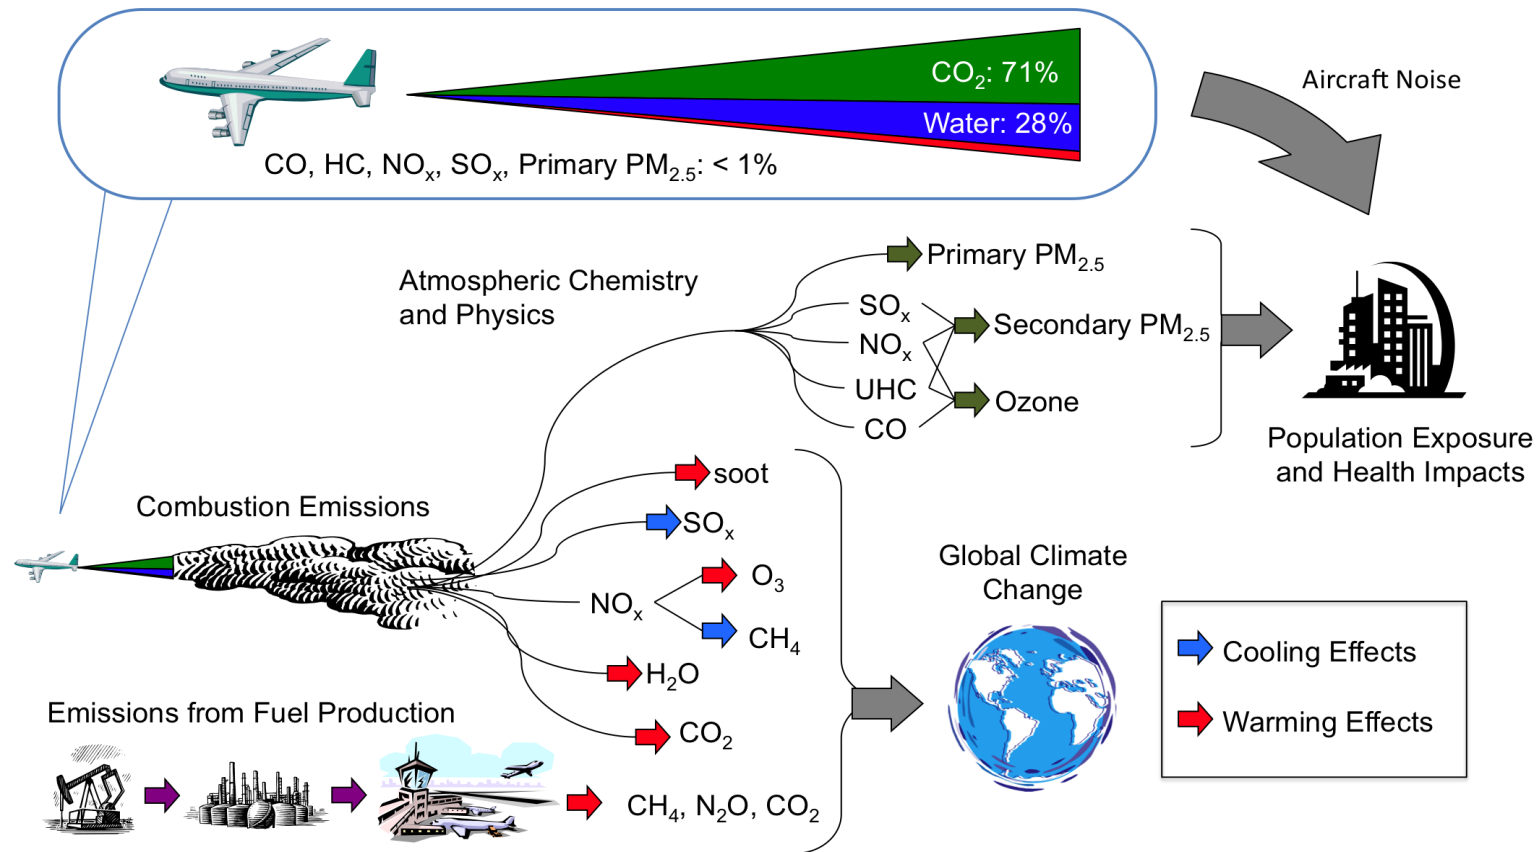 CO₂: 71%
Water: 28%
CO, HC, NOₓ, SOₓ, Primary PM₂.₅: < 1%
Aircraft Noise
Atmospheric Chemistry
and Physics
Primary PM₂.₅
SOₓ
Secondary PM₂.₅
NOₓ
UHC
Ozone
CO
Population Exposure
and Health Impacts
Combustion Emissions
soot
SOₓ
O₃
NOₓ
CH₄
H₂O
CO₂
Global Climate
Change
Cooling Effects
Warming Effects
Emissions from Fuel Production
CH₄, N₂O, CO₂